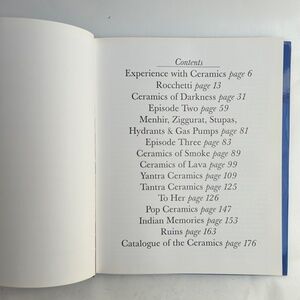 Contents
Experience with Ceramics page 6
Rocchetti page 13
Ceramics of Darkness page 31
Episode Two page 59
Menhir, Ziggurat, Stupas,
Hydrants & Gas Pumps page 81
Episode Three page 83
Ceramics of Smoke page 89
Ceramics of Lava page 99
Yantra Ceramics page 109
Tantra Ceramics page 125
To Her page 126
Pop Ceramics page 147
Indian Memories page 153
Ruins page 163
Catalogue of the Ceramics page 176